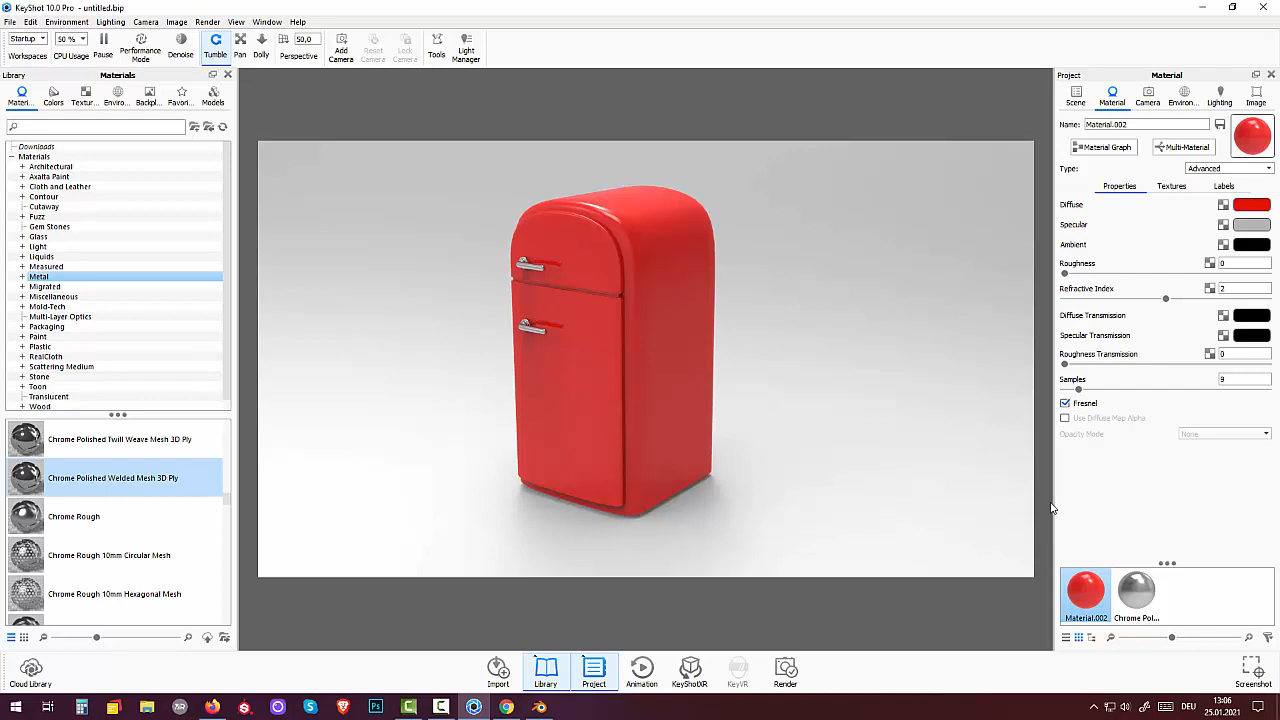 KeyShot 10.0 Pro - untitled.bip
File Edit Environment Lighting Camera Image Render View Window Help
Startup 50 % 50,0
Workspaces CPU Usage Pause Performance Mode Denoise Tumble Pan Dolly Perspective Add Camera Reset Camera Lock Camera Tools Light Manager
Library Materials
Materi... Colors Textur... Enviro... Backpl... Favori... Models
Downloads
Materials
Architectural
Axalta Paint
Cloth and Leather
Contour
Cutaway
Fuzz
Gem Stones
Glass
Light
Liquids
Measured
Metal
Migrated
Miscellaneous
Mold-Tech
Multi-Layer Optics
Packaging
Paint
Plastic
RealCloth
Scattering Medium
Stone
Toon
Translucent
Wood
Chrome Polished Twill Weave Mesh 3D Ply
Chrome Polished Welded Mesh 3D Ply
Chrome Rough
Chrome Rough 10mm Circular Mesh
Chrome Rough 10mm Hexagonal Mesh
Project Material
Scene Material Camera Environ... Lighting Image
Name: Material.002
Material Graph Multi-Material
Type: Advanced
Properties Textures Labels
Diffuse
Specular
Ambient
Roughness 0
Refractive Index 2
Diffuse Transmission
Specular Transmission
Roughness Transmission 0
Samples 9
Fresnel
Use Diffuse Map Alpha
Opacity Mode None
Material.002 Chrome Pol...
Cloud Library Import Library Project Animation KeyShotXR KeyVR Render Screenshot
Ps
DEU 13:06
25.01.2021